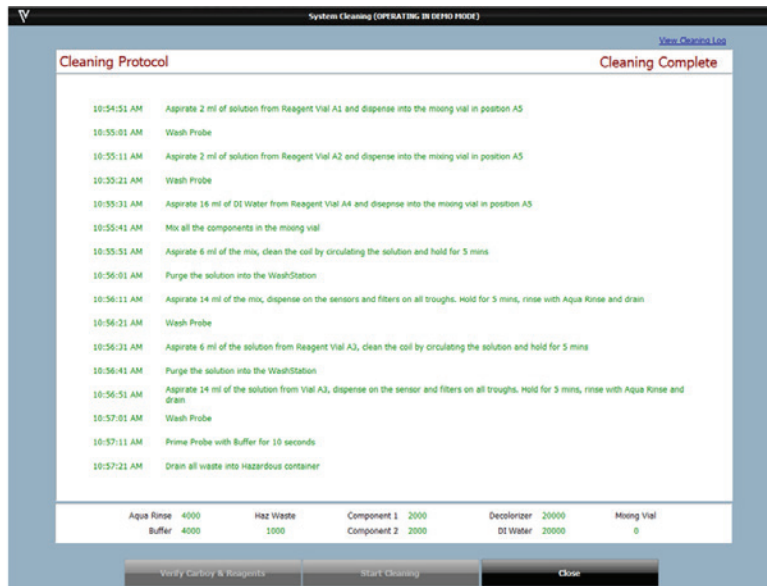 System Cleaning (OPERATING IN DEMO MODE)
View Cleaning Log
Cleaning Protocol Cleaning Complete
10:54:51 AM Aspirate 2 ml of solution from Reagent Vial A1 and dispense into the mixing vial in position A5
10:55:01 AM Wash Probe
10:55:11 AM Aspirate 2 ml of solution from Reagent Vial A2 and dispense into the mixing vial in position A5
10:55:21 AM Wash Probe
10:55:31 AM Aspirate 16 ml of DI Water from Reagent Vial A4 and disepnse into the mixing vial in position A5
10:55:41 AM Mix all the components in the mixing vial
10:55:51 AM Aspirate 6 ml of the mix, clean the coil by circulating the solution and hold for 5 mins
10:56:01 AM Purge the solution into the WashStation
10:56:11 AM Aspirate 14 ml of the mix, dispense on the sensors and filters on all troughs. Hold for 5 mins, rinse with Aqua Rinse and drain
10:56:21 AM Wash Probe
10:56:31 AM Aspirate 6 ml of the solution from Reagent Vial A3, clean the coil by circulating the solution and hold for 5 mins
10:56:41 AM Purge the solution into the WashStation
10:56:51 AM Aspirate 14 ml of the solution from Vial A3, dispense on the sensor and filters on all troughs. Hold for 5 mins, rinse with Aqua Rinse and
drain
10:57:01 AM Wash Probe
10:57:11 AM Prime Probe with Buffer for 10 seconds
10:57:21 AM Drain all waste into Hazardous container
Aqua Rinse 4000 Haz Waste Component 1 2000 Decolorizer 20000 Mixing Vial
Buffer 4000 1000 Component 2 2000 DI Water 20000 0
Verify Carboy & Reagents Start Cleaning Close